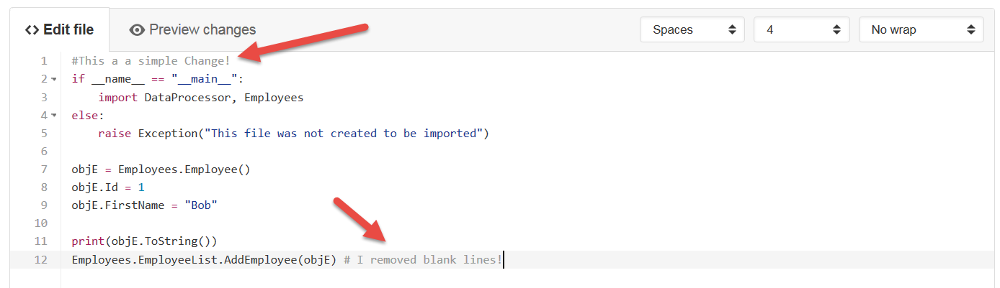 <> Edit file
Preview changes
Spaces
4
No wrap
1 #This a a simple Change!
2 if __name__ == "__main__":
3     import DataProcessor, Employees
4 else:
5     raise Exception("This file was not created to be imported")
6
7 objE = Employees.Employee()
8 objE.Id = 1
9 objE.FirstName = "Bob"
10
11 print(objE.ToString())
12 Employees.EmployeeList.AddEmployee(objE) # I removed blank lines!